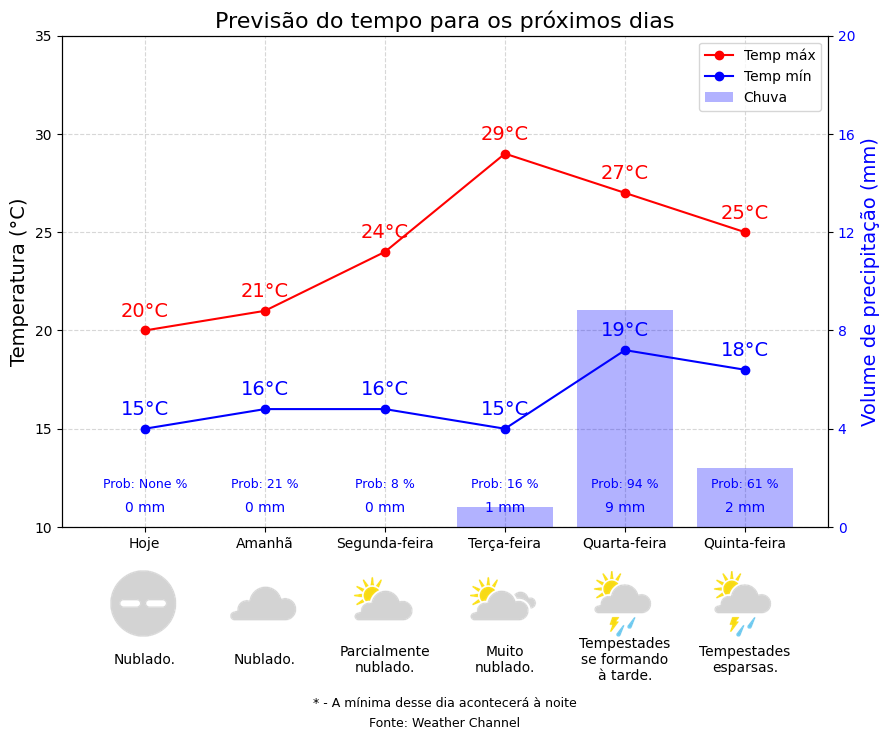 Previsão do tempo para os próximos dias
35
30
25
20
15
10
Temperatura (°C)
20
16
12
8
4
0
Volume de precipitação (mm)
Temp máx
Temp mín
Chuva
20°C
21°C
24°C
29°C
27°C
25°C
15°C
16°C
16°C
15°C
19°C
18°C
Prob: None %
Prob: 21 %
Prob: 8 %
Prob: 16 %
Prob: 94 %
Prob: 61 %
0 mm
0 mm
0 mm
1 mm
9 mm
2 mm
Hoje
Amanhã
Segunda-feira
Terça-feira
Quarta-feira
Quinta-feira
Nublado.
Nublado.
Parcialmente
nublado.
Muito
nublado.
Tempestades
se formando
à tarde.
Tempestades
esparsas.
* - A mínima desse dia acontecerá à noite
Fonte: Weather Channel